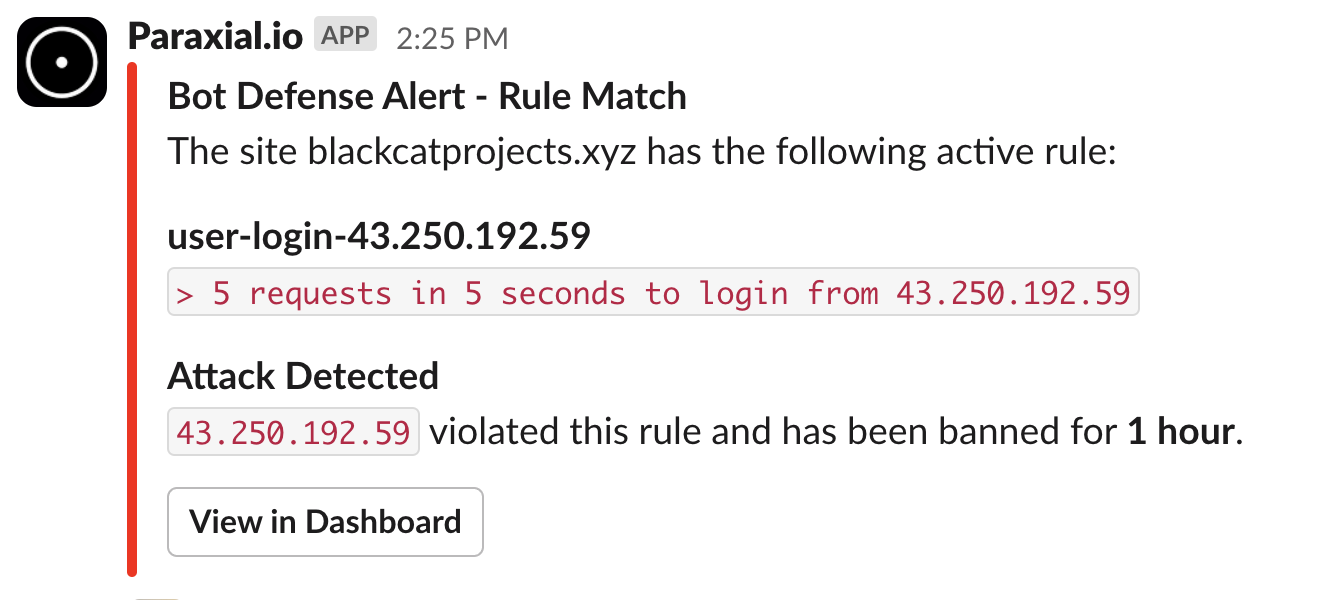 Paraxial.io APP 2:25 PM
Bot Defense Alert - Rule Match
The site blackcatprojects.xyz has the following active rule:
user-login-43.250.192.59
> 5 requests in 5 seconds to login from 43.250.192.59
Attack Detected
43.250.192.59 violated this rule and has been banned for 1 hour.
View in Dashboard